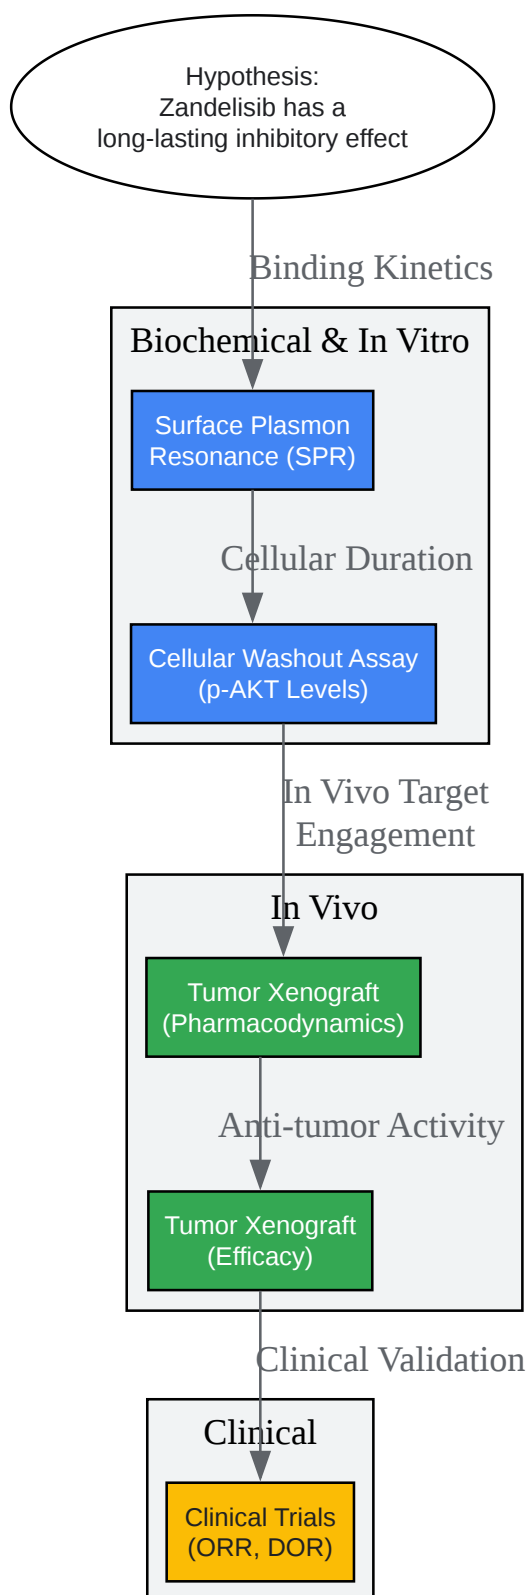 Hypothesis:
Zandelisib has a
long-lasting inhibitory effect
Binding Kinetics
Biochemical & In Vitro
Surface Plasmon
Resonance (SPR)
Cellular Duration
Cellular Washout Assay
(p-AKT Levels)
In Vivo Target
Engagement
In Vivo
Tumor Xenograft
(Pharmacodynamics)
Anti-tumor Activity
Tumor Xenograft
(Efficacy)
Clinical Validation
Clinical
Clinical Trials
(ORR, DOR)